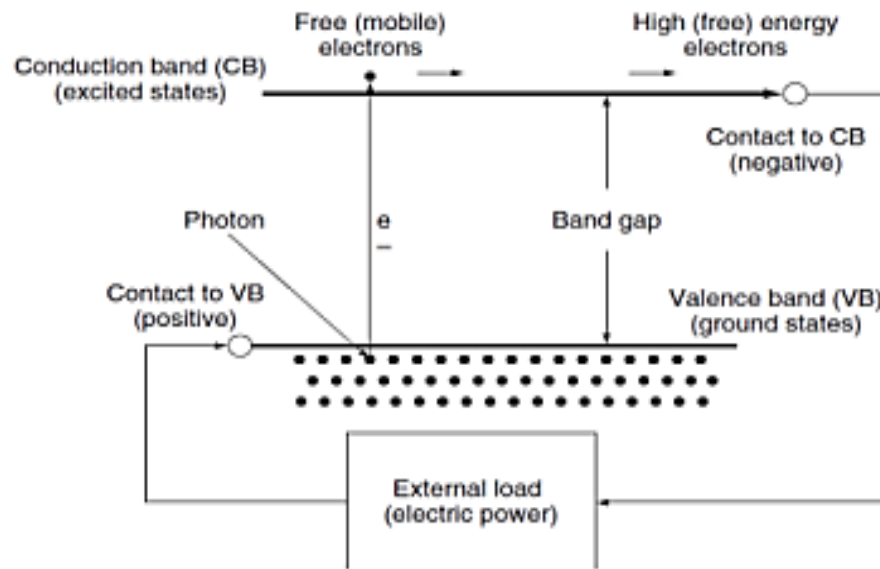 Free (mobile)
electrons
High (free) energy
electrons
Conduction band (CB)
(excited states)
Contact to CB
(negative)
Photon
e
–
Band gap
Contact to VB
(positive)
Valence band (VB)
(ground states)
External load
(electric power)